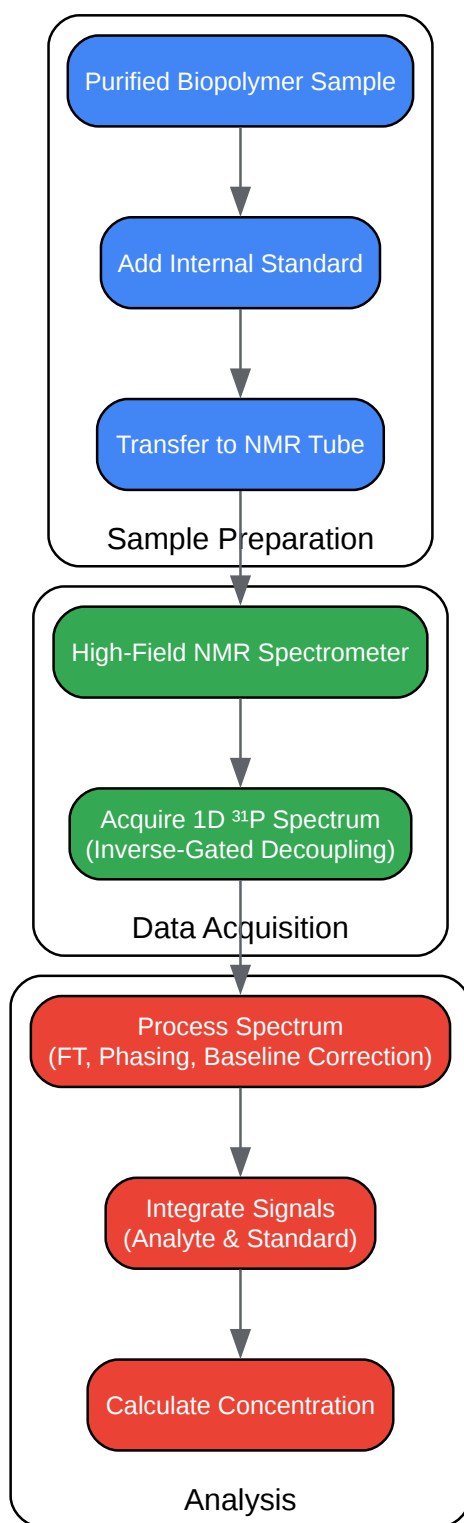 Purified Biopolymer Sample
Add Internal Standard
Transfer to NMR Tube
Sample Preparation
High-Field NMR Spectrometer
Acquire 1D ³¹P Spectrum
(Inverse-Gated Decoupling)
Data Acquisition
Process Spectrum
(FT, Phasing, Baseline Correction)
Integrate Signals
(Analyte & Standard)
Calculate Concentration
Analysis